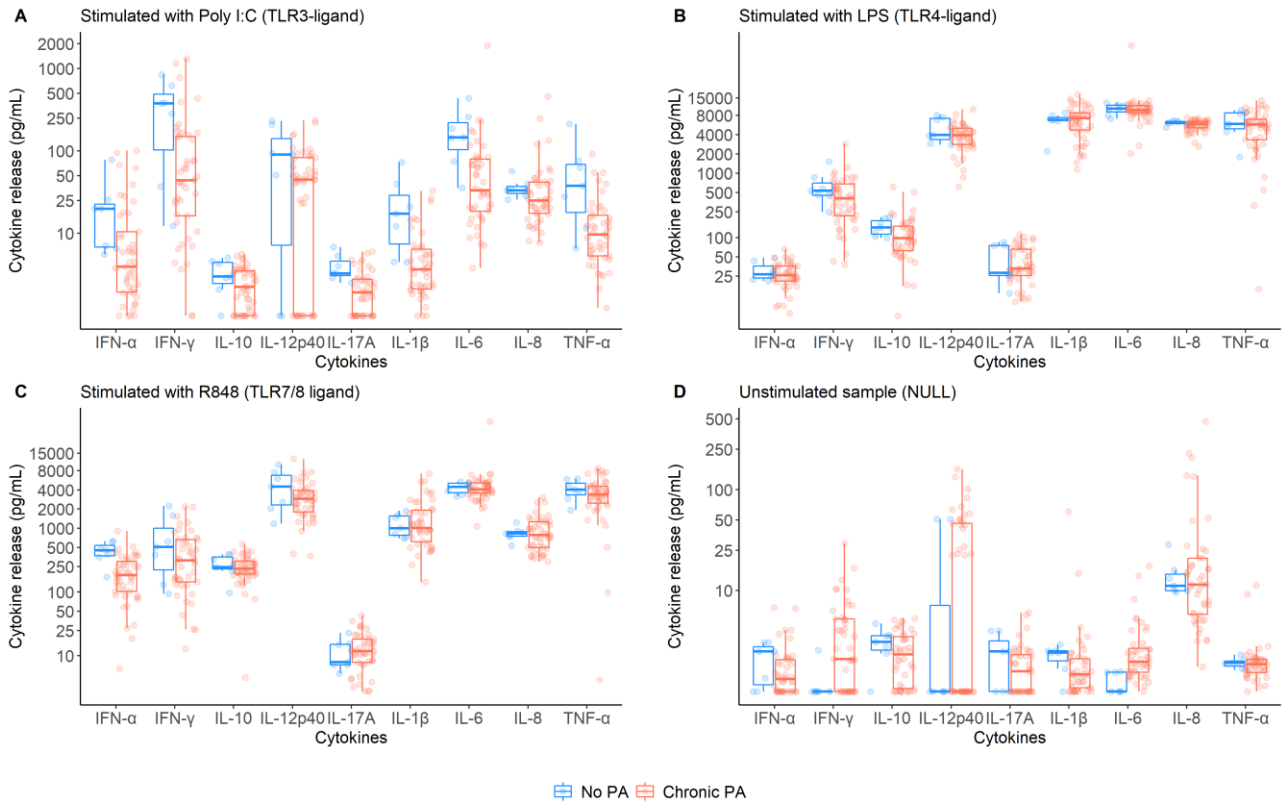 A Stimulated with Poly I:C (TLR3-ligand)
Cytokine release (pg/mL)
2000
1000
500
250
100
50
25
10
IFN-α IFN-γ IL-10 IL-12p40 IL-17A IL-1β IL-6 IL-8 TNF-α
Cytokines
B Stimulated with LPS (TLR4-ligand)
Cytokine release (pg/mL)
15000
8000
4000
2000
1000
500
250
100
50
25
IFN-α IFN-γ IL-10 IL-12p40 IL-17A IL-1β IL-6 IL-8 TNF-α
Cytokines
C Stimulated with R848 (TLR7/8 ligand)
Cytokine release (pg/mL)
15000
8000
4000
2000
1000
500
250
100
50
25
10
IFN-α IFN-γ IL-10 IL-12p40 IL-17A IL-1β IL-6 IL-8 TNF-α
Cytokines
D Unstimulated sample (NULL)
Cytokine release (pg/mL)
500
250
100
50
25
10
IFN-α IFN-γ IL-10 IL-12p40 IL-17A IL-1β IL-6 IL-8 TNF-α
Cytokines
No PA Chronic PA